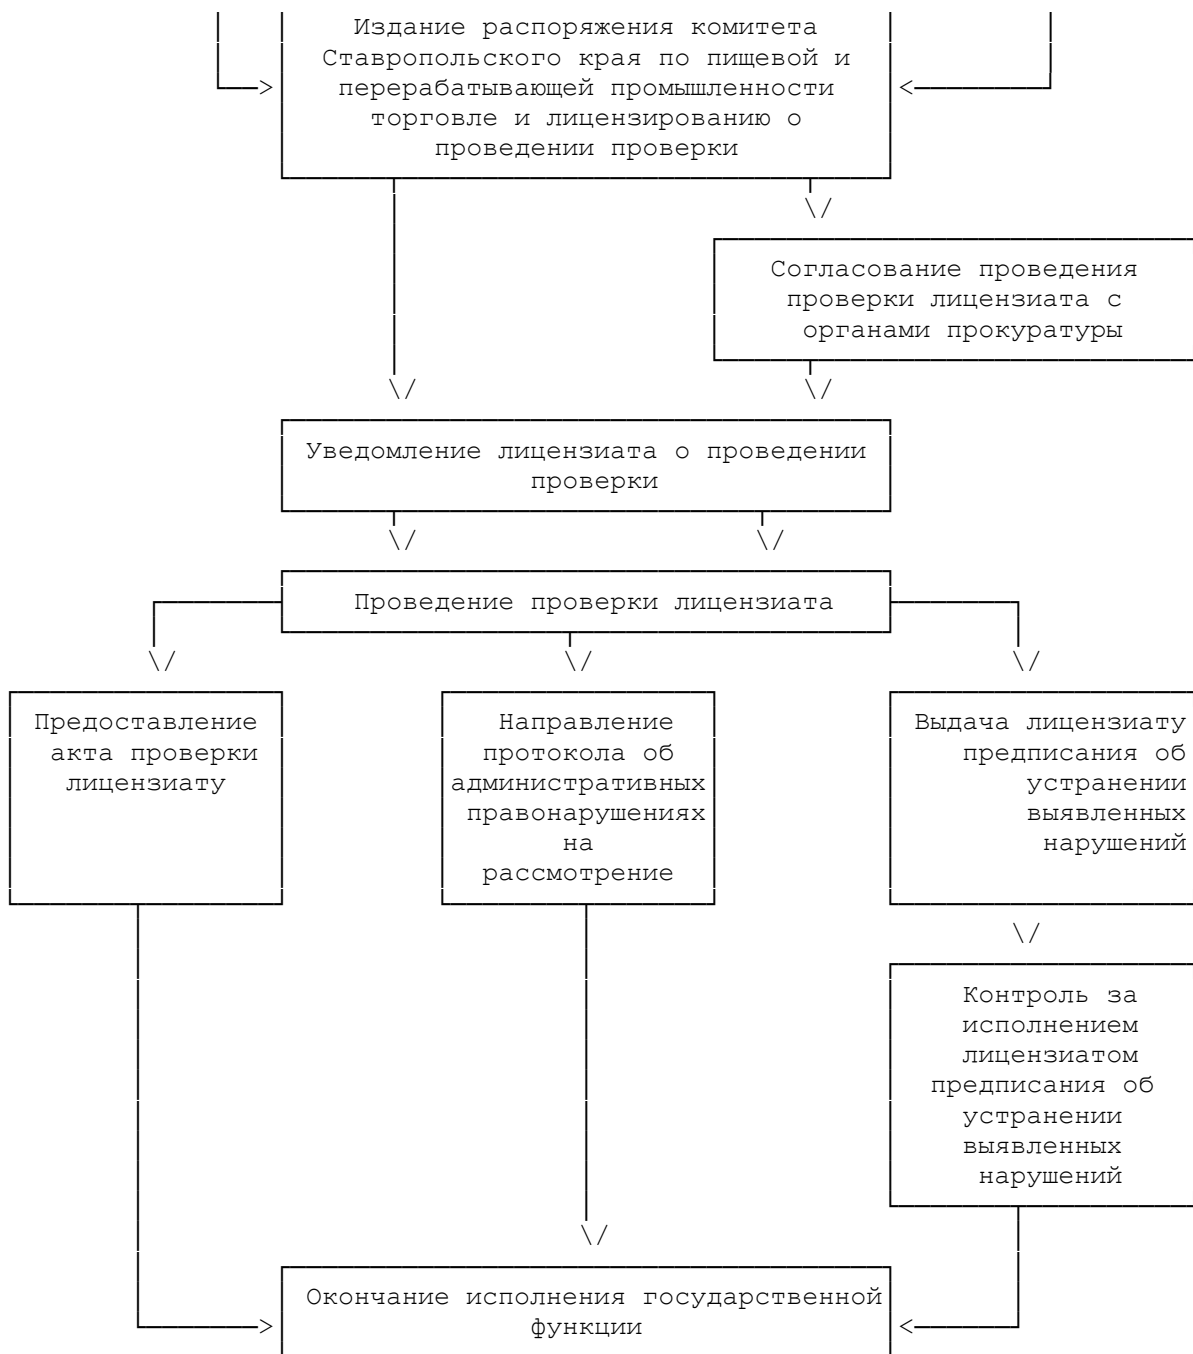 Издание распоряжения комитета
Ставропольского края по пищевой и
перерабатывающей промышленности
торговле и лицензированию о
проведении проверки
Согласование проведения
проверки лицензиата с
органами прокуратуры
Уведомление лицензиата о проведении
проверки
Проведение проверки лицензиата
Предоставление
акта проверки
лицензиату
Направление
протокола об
административных
правонарушениях
на
рассмотрение
Выдача лицензиату
предписания об
устранении
выявленных
нарушений
Контроль за
исполнением
лицензиатом
предписания об
устранении
выявленных
нарушений
Окончание исполнения государственной
функции